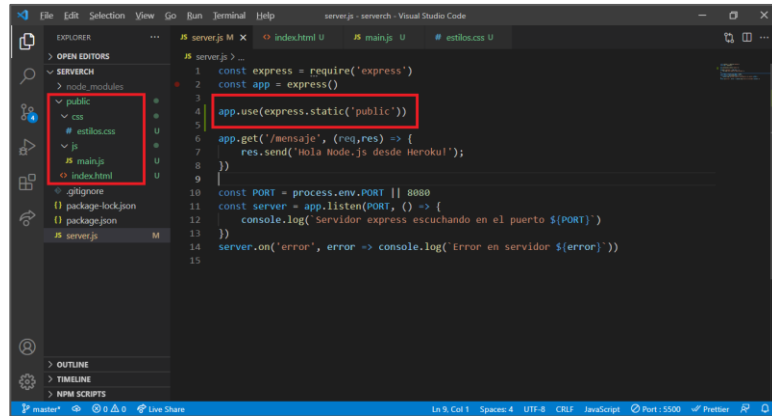 File Edit Selection View Go Run Terminal Help
server.js - serverch - Visual Studio Code
EXPLORER
OPEN EDITORS
SERVERCH
node_modules
public
css
# estilos.css U
js
JS main.js U
<> index.html U
.gitignore
{} package-lock.json
{} package.json
JS server.js M
OUTLINE
TIMELINE
NPM SCRIPTS
JS server.js M
<> index.html U
JS main.js U
# estilos.css U
JS server.js > ...
1 const express = require('express')
2 const app = express()
3
4 app.use(express.static('public'))
5
6 app.get('/mensaje', (req,res) => {
7 res.send('Hola Node.js desde Heroku!');
8 })
9
10 const PORT = process.env.PORT || 8080
11 const server = app.listen(PORT, () => {
12 console.log(`Servidor express escuchando en el puerto ${PORT}`)
13 })
14 server.on('error', error => console.log(`Error en servidor ${error}`))
15
master* 0 0 Live Share
Ln 9, Col 1 Spaces: 4 UTF-8 CRLF JavaScript Port : 5500 Prettier